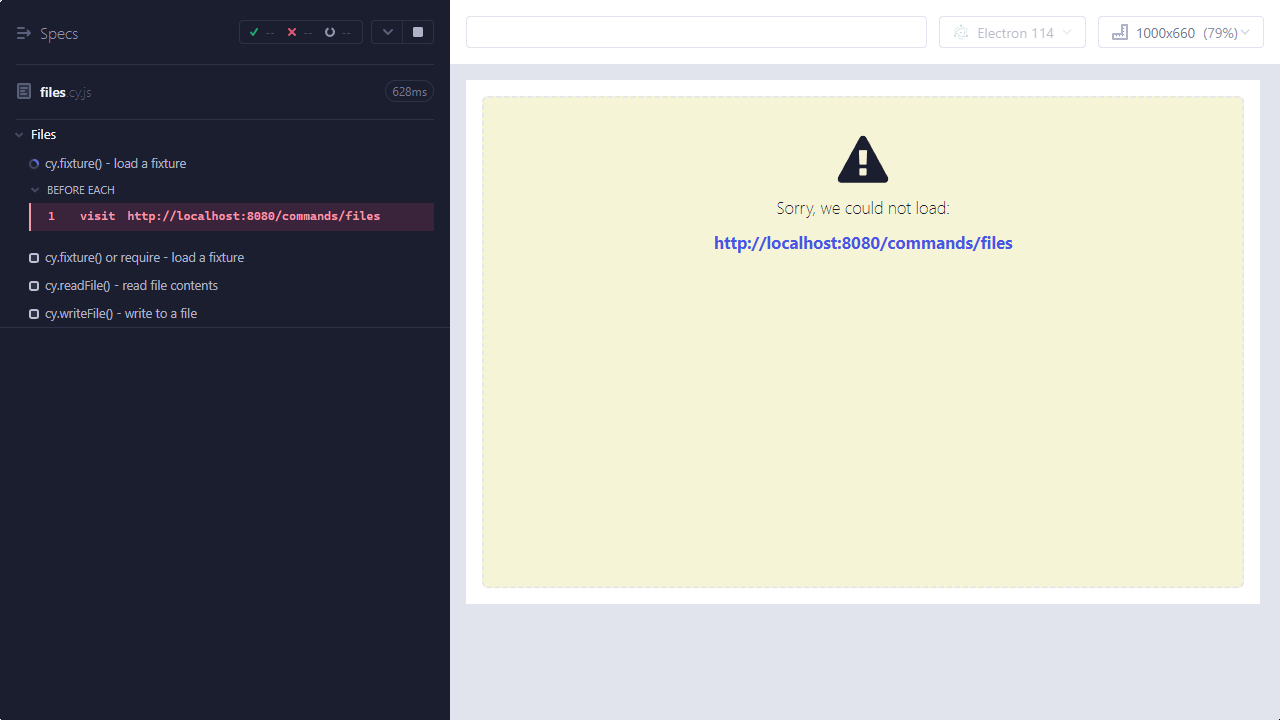 Specs
-- -- --
files.cy.js
628ms
Files
cy.fixture() - load a fixture
BEFORE EACH
1 visit http://localhost:8080/commands/files
cy.fixture() or require - load a fixture
cy.readFile() - read file contents
cy.writeFile() - write to a file
Electron 114
1000x660 (79%)
Sorry, we could not load:
http://localhost:8080/commands/files